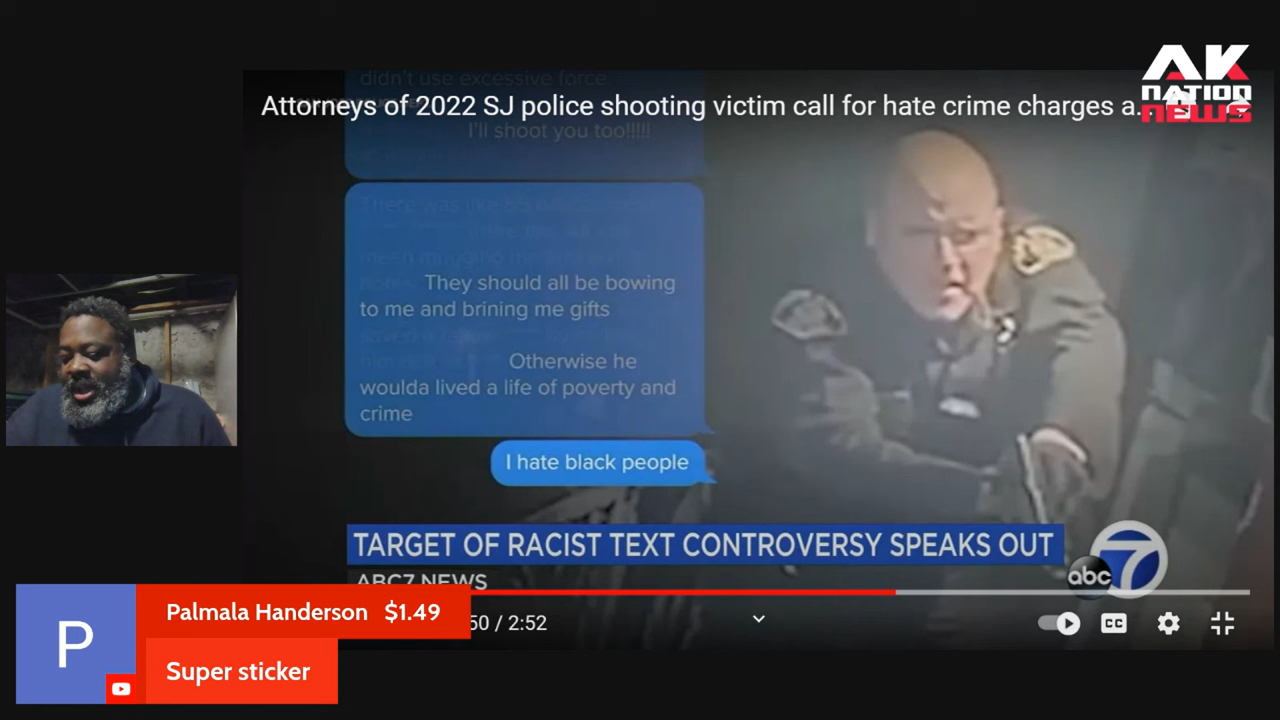 AK
NATION
NEWS
Attorneys of 2022 SJ police shooting victim call for hate crime charges a...
didn't use excessive force
I'll shoot you too!!!!!
They should all be bowing
to me and brining me gifts
Otherwise he
woulda lived a life of poverty and
crime
I hate black people
TARGET OF RACIST TEXT CONTROVERSY SPEAKS OUT
ABC7 NEWS
abc 7
50 / 2:52
CC
P
Palmala Handerson $1.49
Super sticker